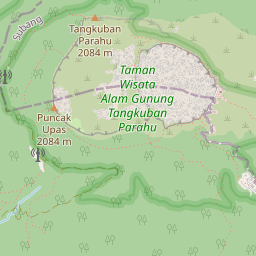 Subang
Tangkuban
Parahu
2084 m
Taman
Wisata
Alam Gunung
Tangkuban
Parahu
Puncak
Upas
2084 m